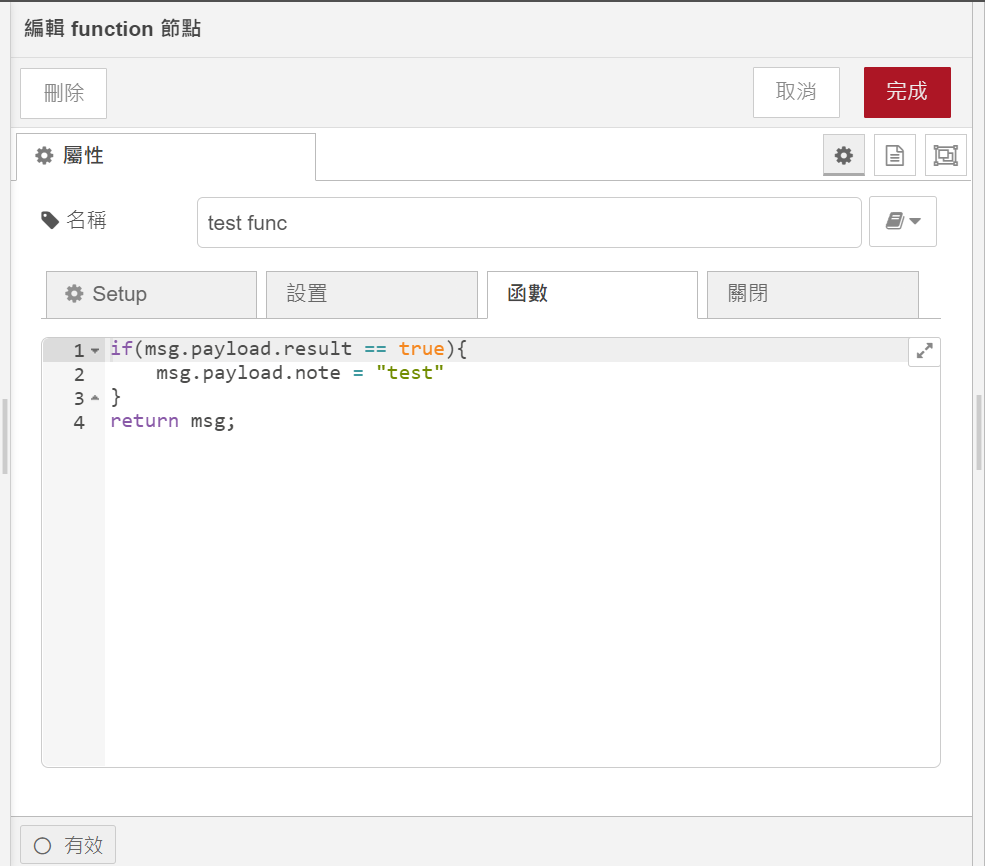 編輯 function 節點
刪除
取消
完成
屬性
名稱
test func
Setup
設置
函數
關閉
1 if(msg.payload.result == true){
2     msg.payload.note = "test"
3 }
4 return msg;
有效